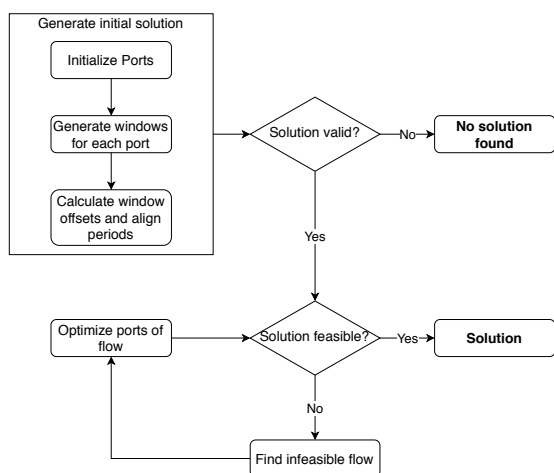 Generate initial solution
Initialize Ports
Generate windows
for each port
Calculate window
offsets and align
periods
Solution valid?
No
No solution
found
Yes
Optimize ports of
flow
Solution feasible?
Yes
Solution
No
Find infeasible flow